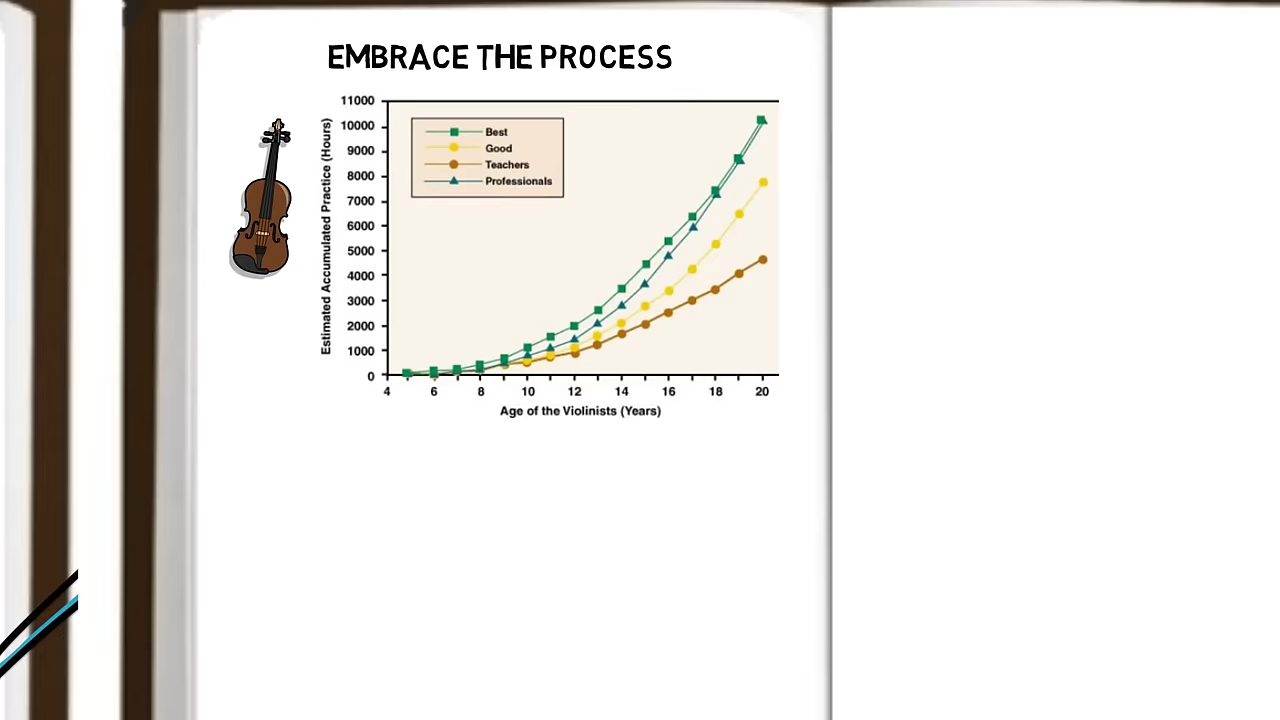 EMBRACE THE PROCESS
Estimated Accumulated Practice (Hours)
11000
10000
9000
8000
7000
6000
5000
4000
3000
2000
1000
0
Best
Good
Teachers
Professionals
4 6 8 10 12 14 16 18 20
Age of the Violinists (Years)